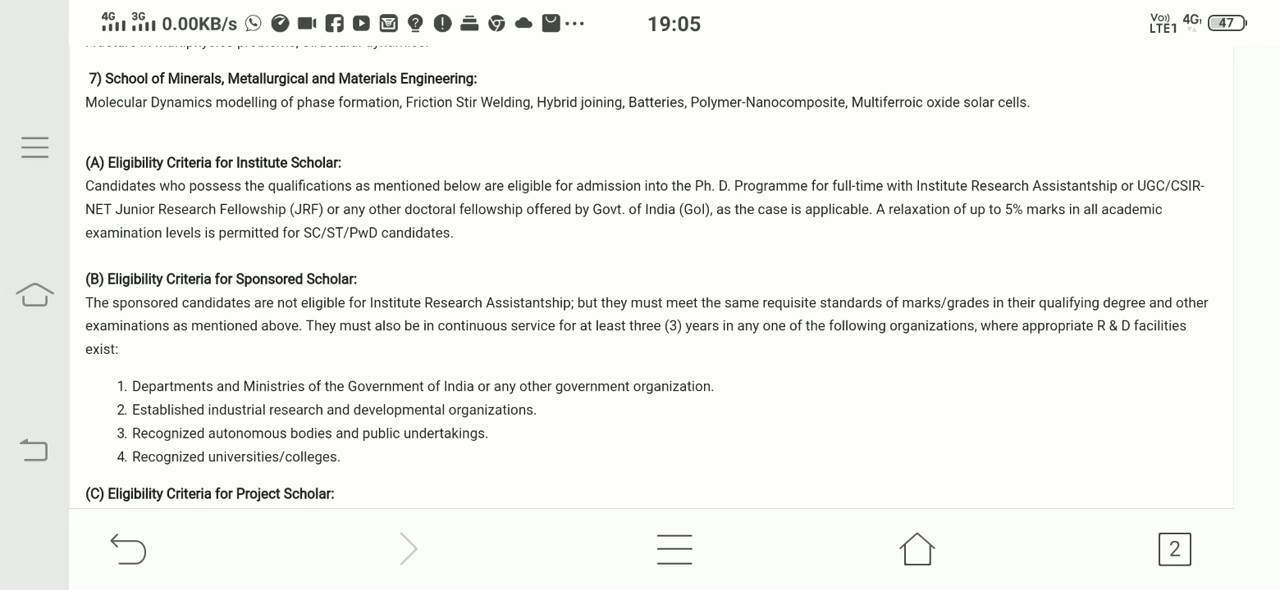 4G 3G 0.00KB/s 19:05 Vo)) LTE1 4G 47
7) School of Minerals, Metallurgical and Materials Engineering:
Molecular Dynamics modelling of phase formation, Friction Stir Welding, Hybrid joining, Batteries, Polymer-Nanocomposite, Multiferroic oxide solar cells.
(A) Eligibility Criteria for Institute Scholar:
Candidates who possess the qualifications as mentioned below are eligible for admission into the Ph. D. Programme for full-time with Institute Research Assistantship or UGC/CSIR-
NET Junior Research Fellowship (JRF) or any other doctoral fellowship offered by Govt. of India (GoI), as the case is applicable. A relaxation of up to 5% marks in all academic
examination levels is permitted for SC/ST/PwD candidates.
(B) Eligibility Criteria for Sponsored Scholar:
The sponsored candidates are not eligible for Institute Research Assistantship; but they must meet the same requisite standards of marks/grades in their qualifying degree and other
examinations as mentioned above. They must also be in continuous service for at least three (3) years in any one of the following organizations, where appropriate R & D facilities
exist:
1. Departments and Ministries of the Government of India or any other government organization.
2. Established industrial research and developmental organizations.
3. Recognized autonomous bodies and public undertakings.
4. Recognized universities/colleges.
(C) Eligibility Criteria for Project Scholar:
2